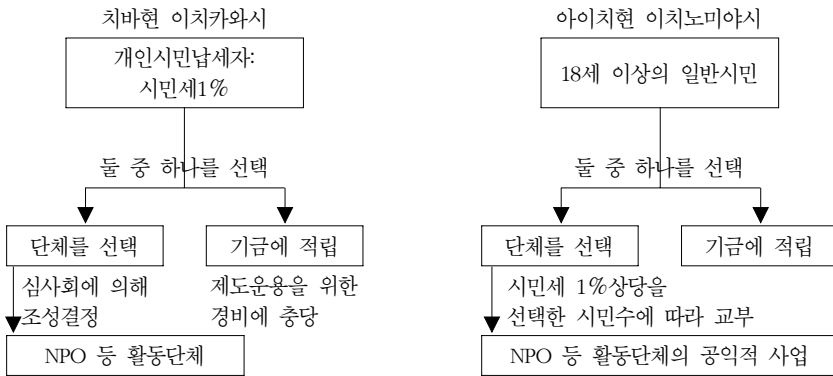 치바현 이치카와시
개인시민납세자:
시민세1%
둘 중 하나를 선택
단체를 선택
기금에 적립
심사회에 의해
조성결정
제도운용을 위한
경비에 충당
NPO 등 활동단체
아이치현 이치노미야시
18세 이상의 일반시민
둘 중 하나를 선택
단체를 선택
기금에 적립
시민세 1%상당을
선택한 시민수에 따라 교부
NPO 등 활동단체의 공익적 사업